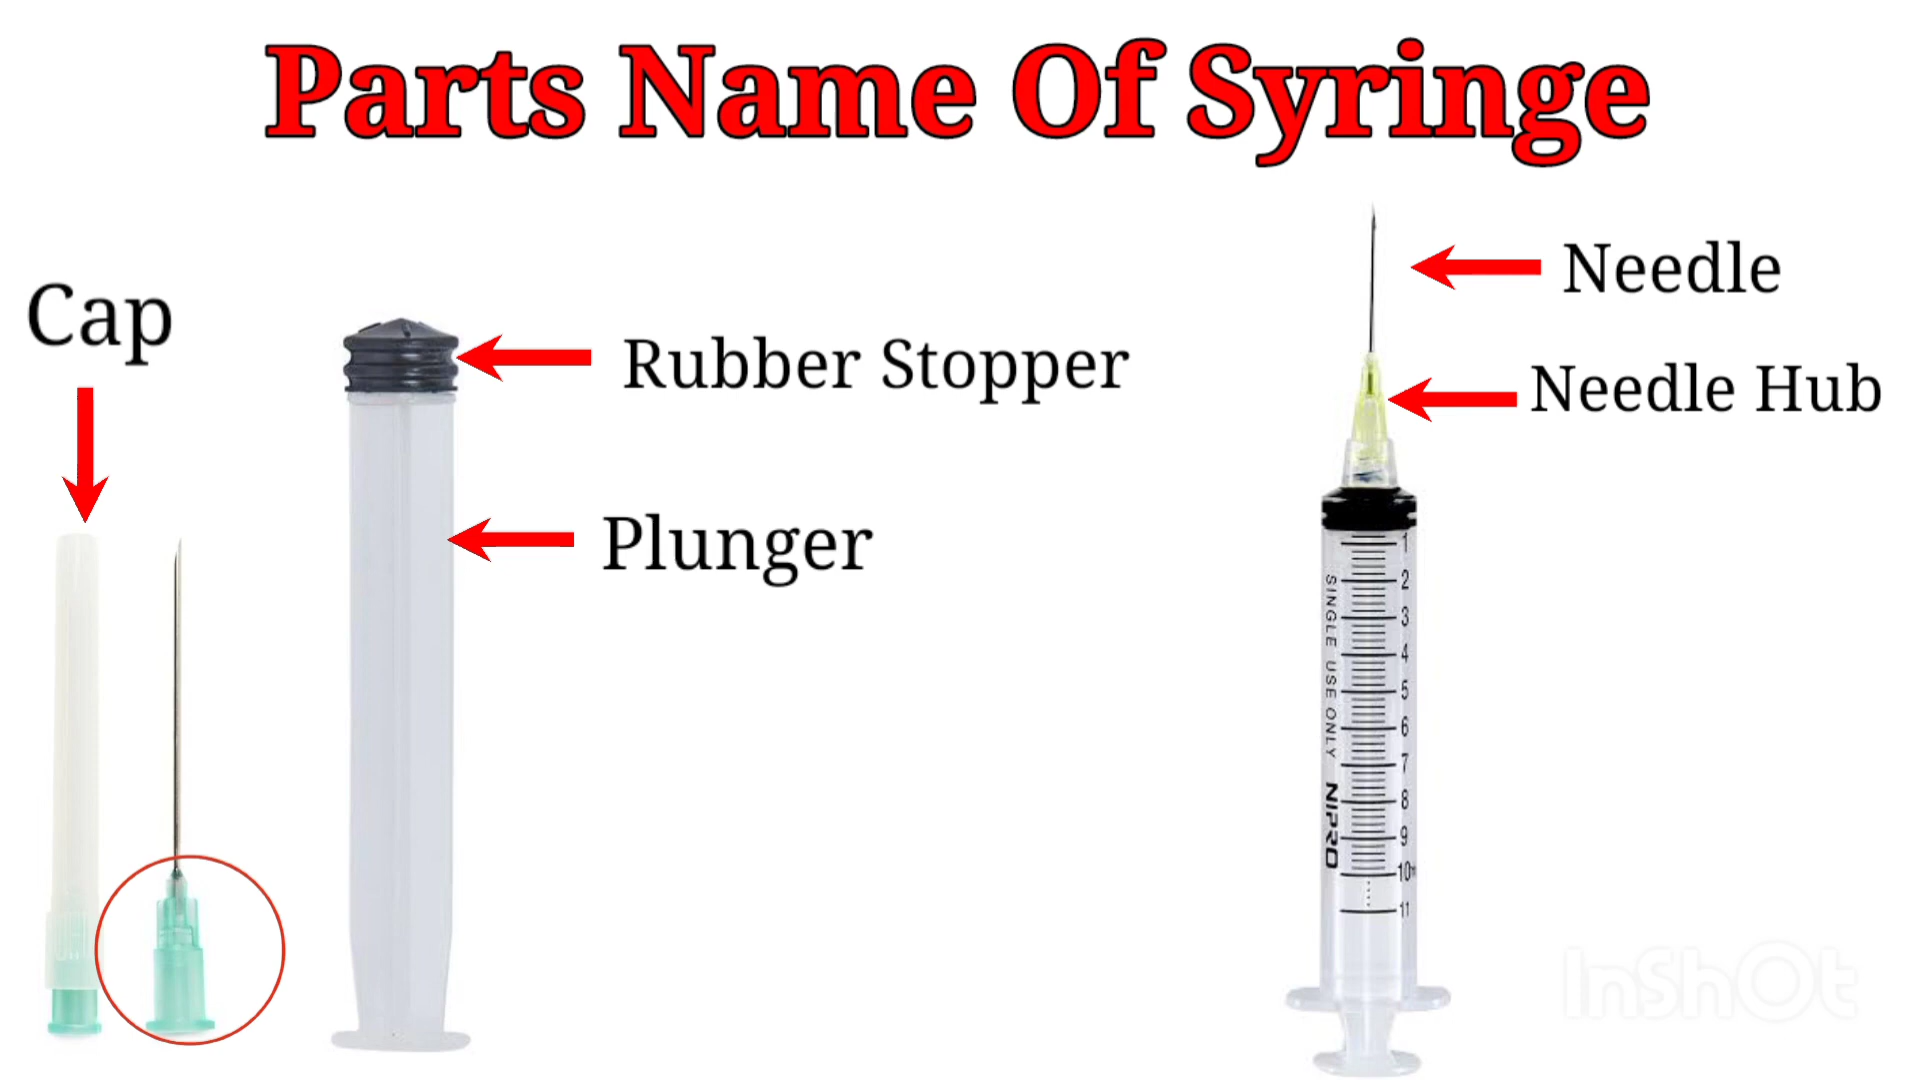 Parts Name Of Syringe
Cap
Rubber Stopper
Plunger
Needle
Needle Hub
1
2
3
4
5
6
7
8
9
10
11
SINGLE USE ONLY
NIPRO
InShOt